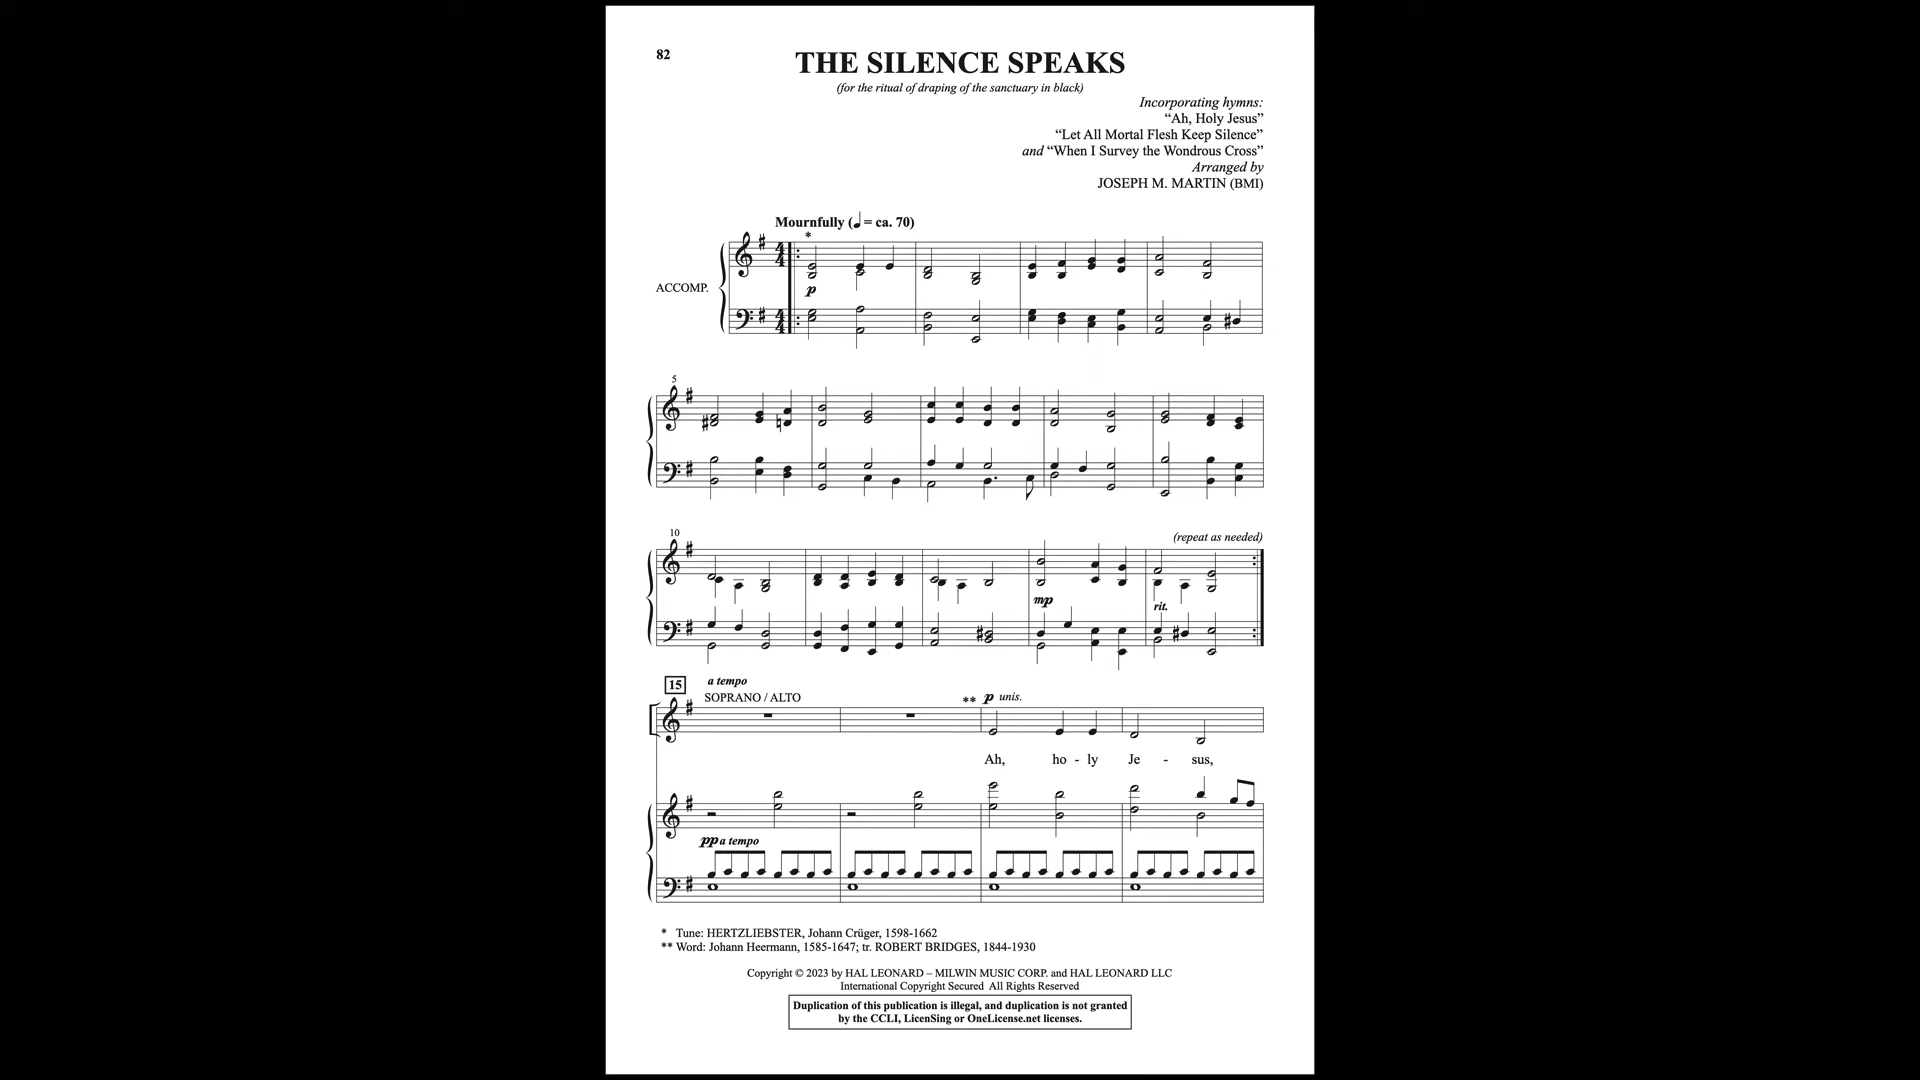 82
THE SILENCE SPEAKS
(for the ritual of draping of the sanctuary in black)
Incorporating hymns:
“Ah, Holy Jesus”
“Let All Mortal Flesh Keep Silence”
and “When I Survey the Wondrous Cross”
Arranged by
JOSEPH M. MARTIN (BMI)
Mournfully (♩ = ca. 70)
*
ACCOMP.
p
5
10
(repeat as needed)
mp
rit.
15
a tempo
SOPRANO / ALTO
** p unis.
Ah, ho - ly Je - sus,
pp a tempo
* Tune: HERTZLIEBSTER, Johann Crüger, 1598-1662
** Word: Johann Heermann, 1585-1647; tr. ROBERT BRIDGES, 1844-1930
Copyright © 2023 by HAL LEONARD – MILWIN MUSIC CORP. and HAL LEONARD LLC
International Copyright Secured All Rights Reserved
Duplication of this publication is illegal, and duplication is not granted
by the CCLI, LicenSing or OneLicense.net licenses.